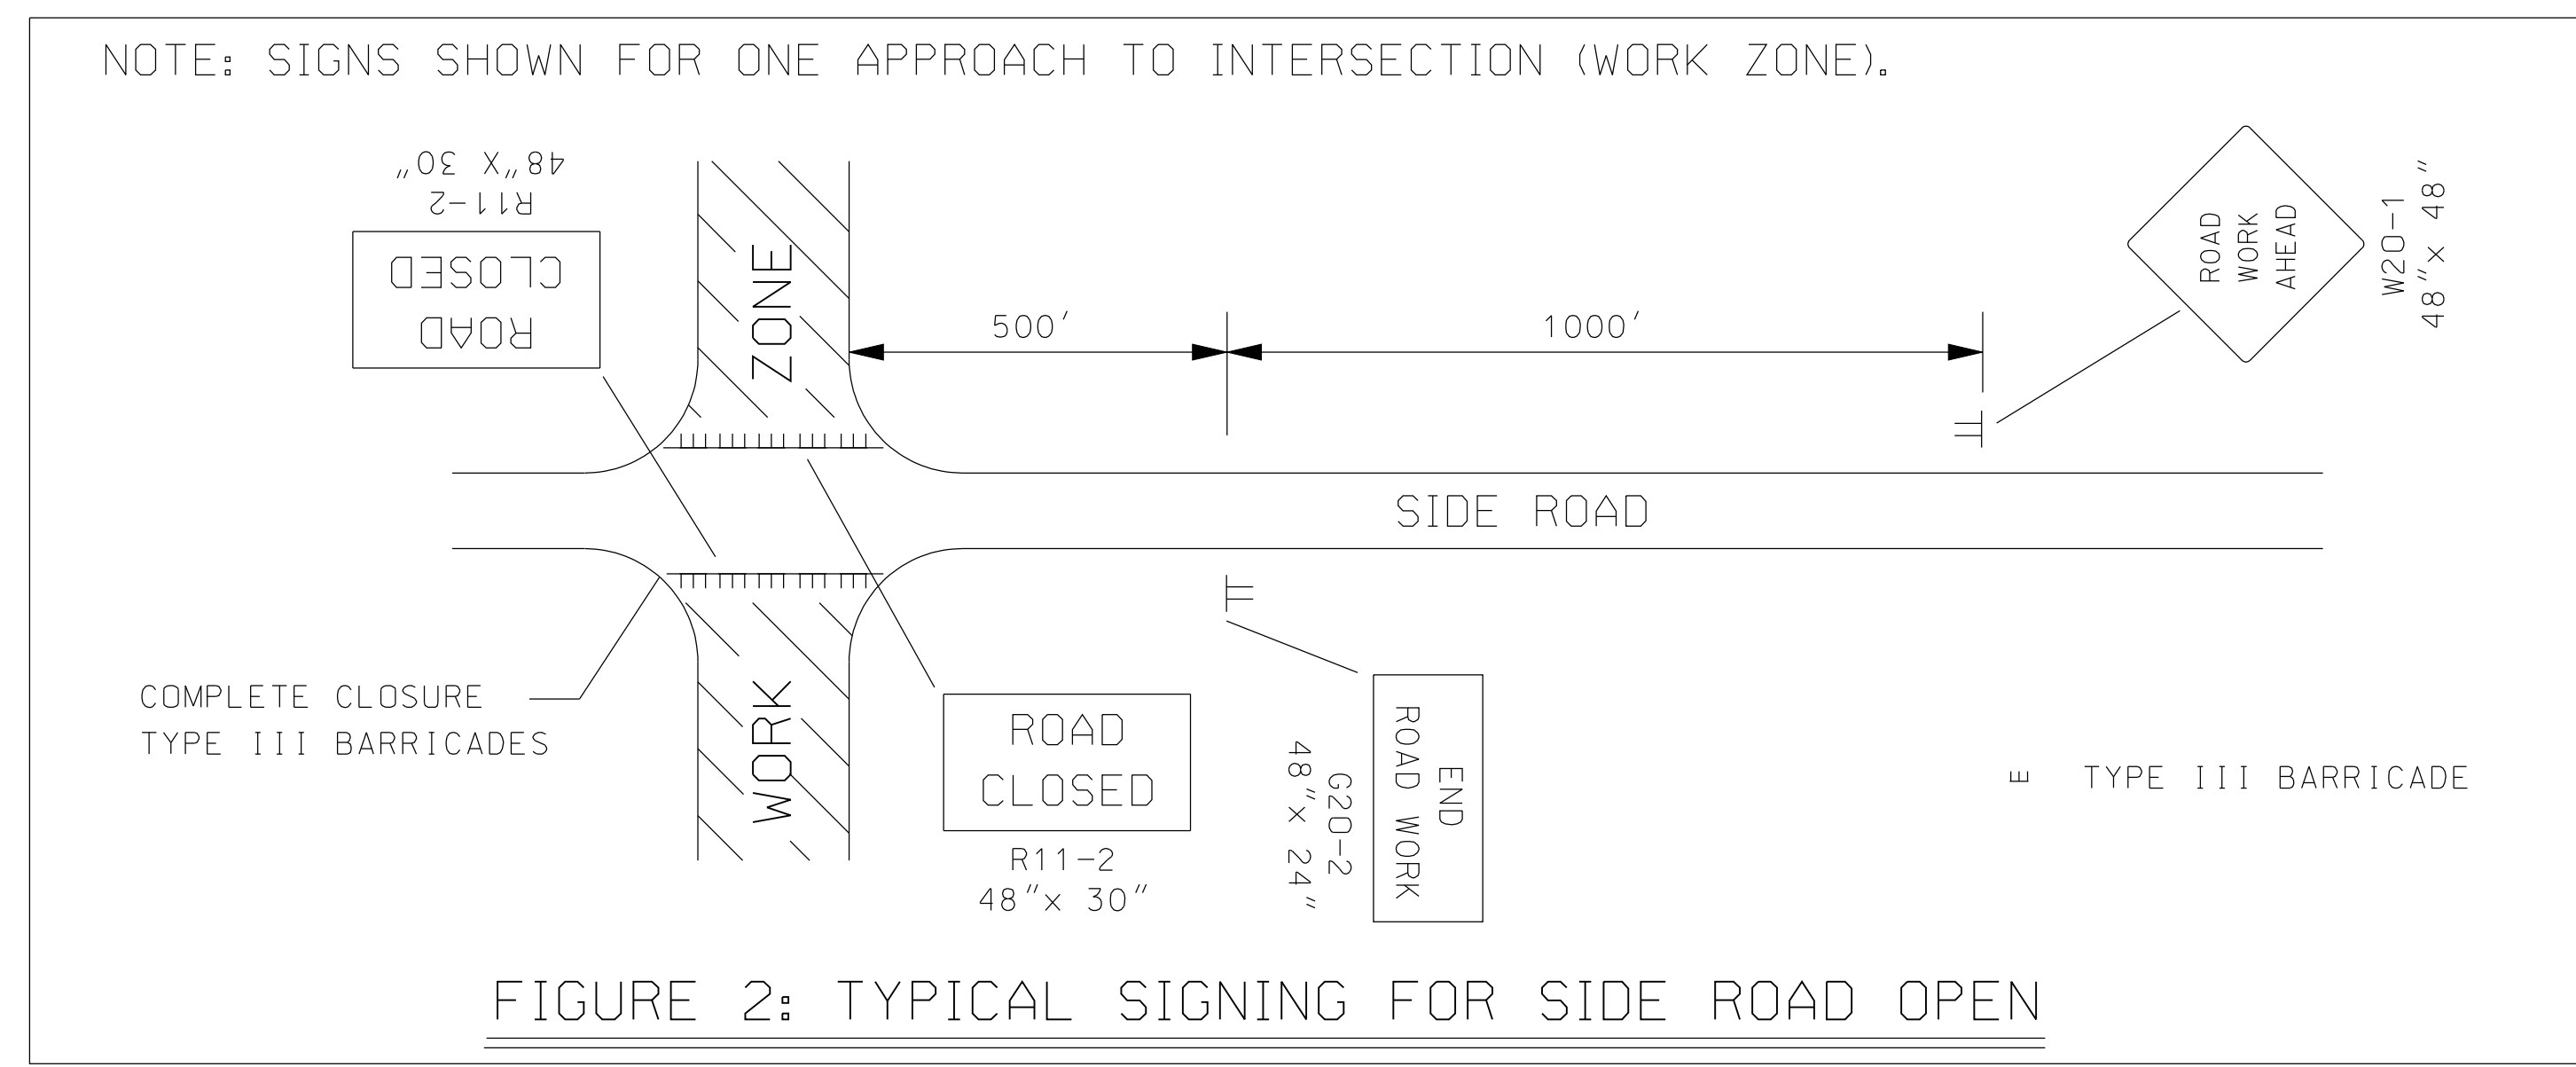 NOTE: SIGNS SHOWN FOR ONE APPROACH TO INTERSECTION (WORK ZONE).
ROAD
CLOSED
R11-2
48"X 30"
ZONE
500'
1000'
ROAD
WORK
AHEAD
W20-1
48"x 48"
SIDE ROAD
COMPLETE CLOSURE
TYPE III BARRICADES
WORK
ROAD
CLOSED
R11-2
48"x 30"
END
ROAD WORK
G20-2
48"x 24"
TYPE III BARRICADE
FIGURE 2: TYPICAL SIGNING FOR SIDE ROAD OPEN